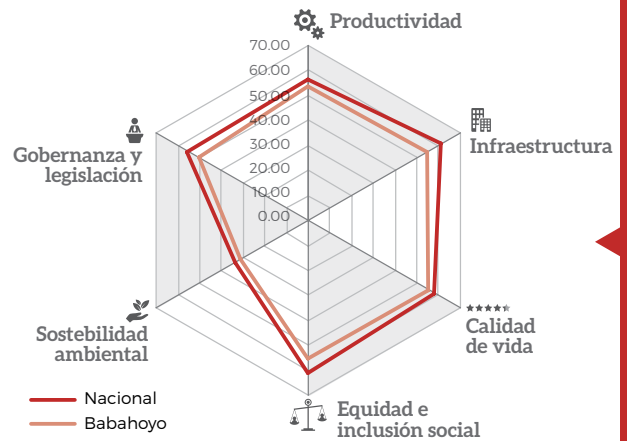 Productividad
70.00
60.00
50.00
40.00
30.00
20.00
10.00
0.00
Infraestructura
Gobernanza y
legislación
Calidad
de vida
Sostebilidad
ambiental
Equidad e
inclusión social
Nacional
Babahoyo